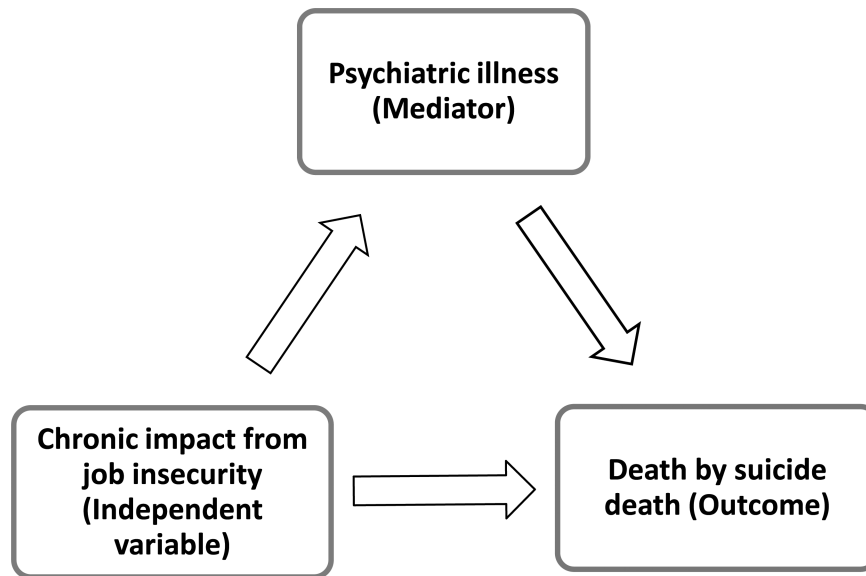 Psychiatric illness
(Mediator)
Chronic impact from
job insecurity
(Independent
variable)
Death by suicide
death (Outcome)